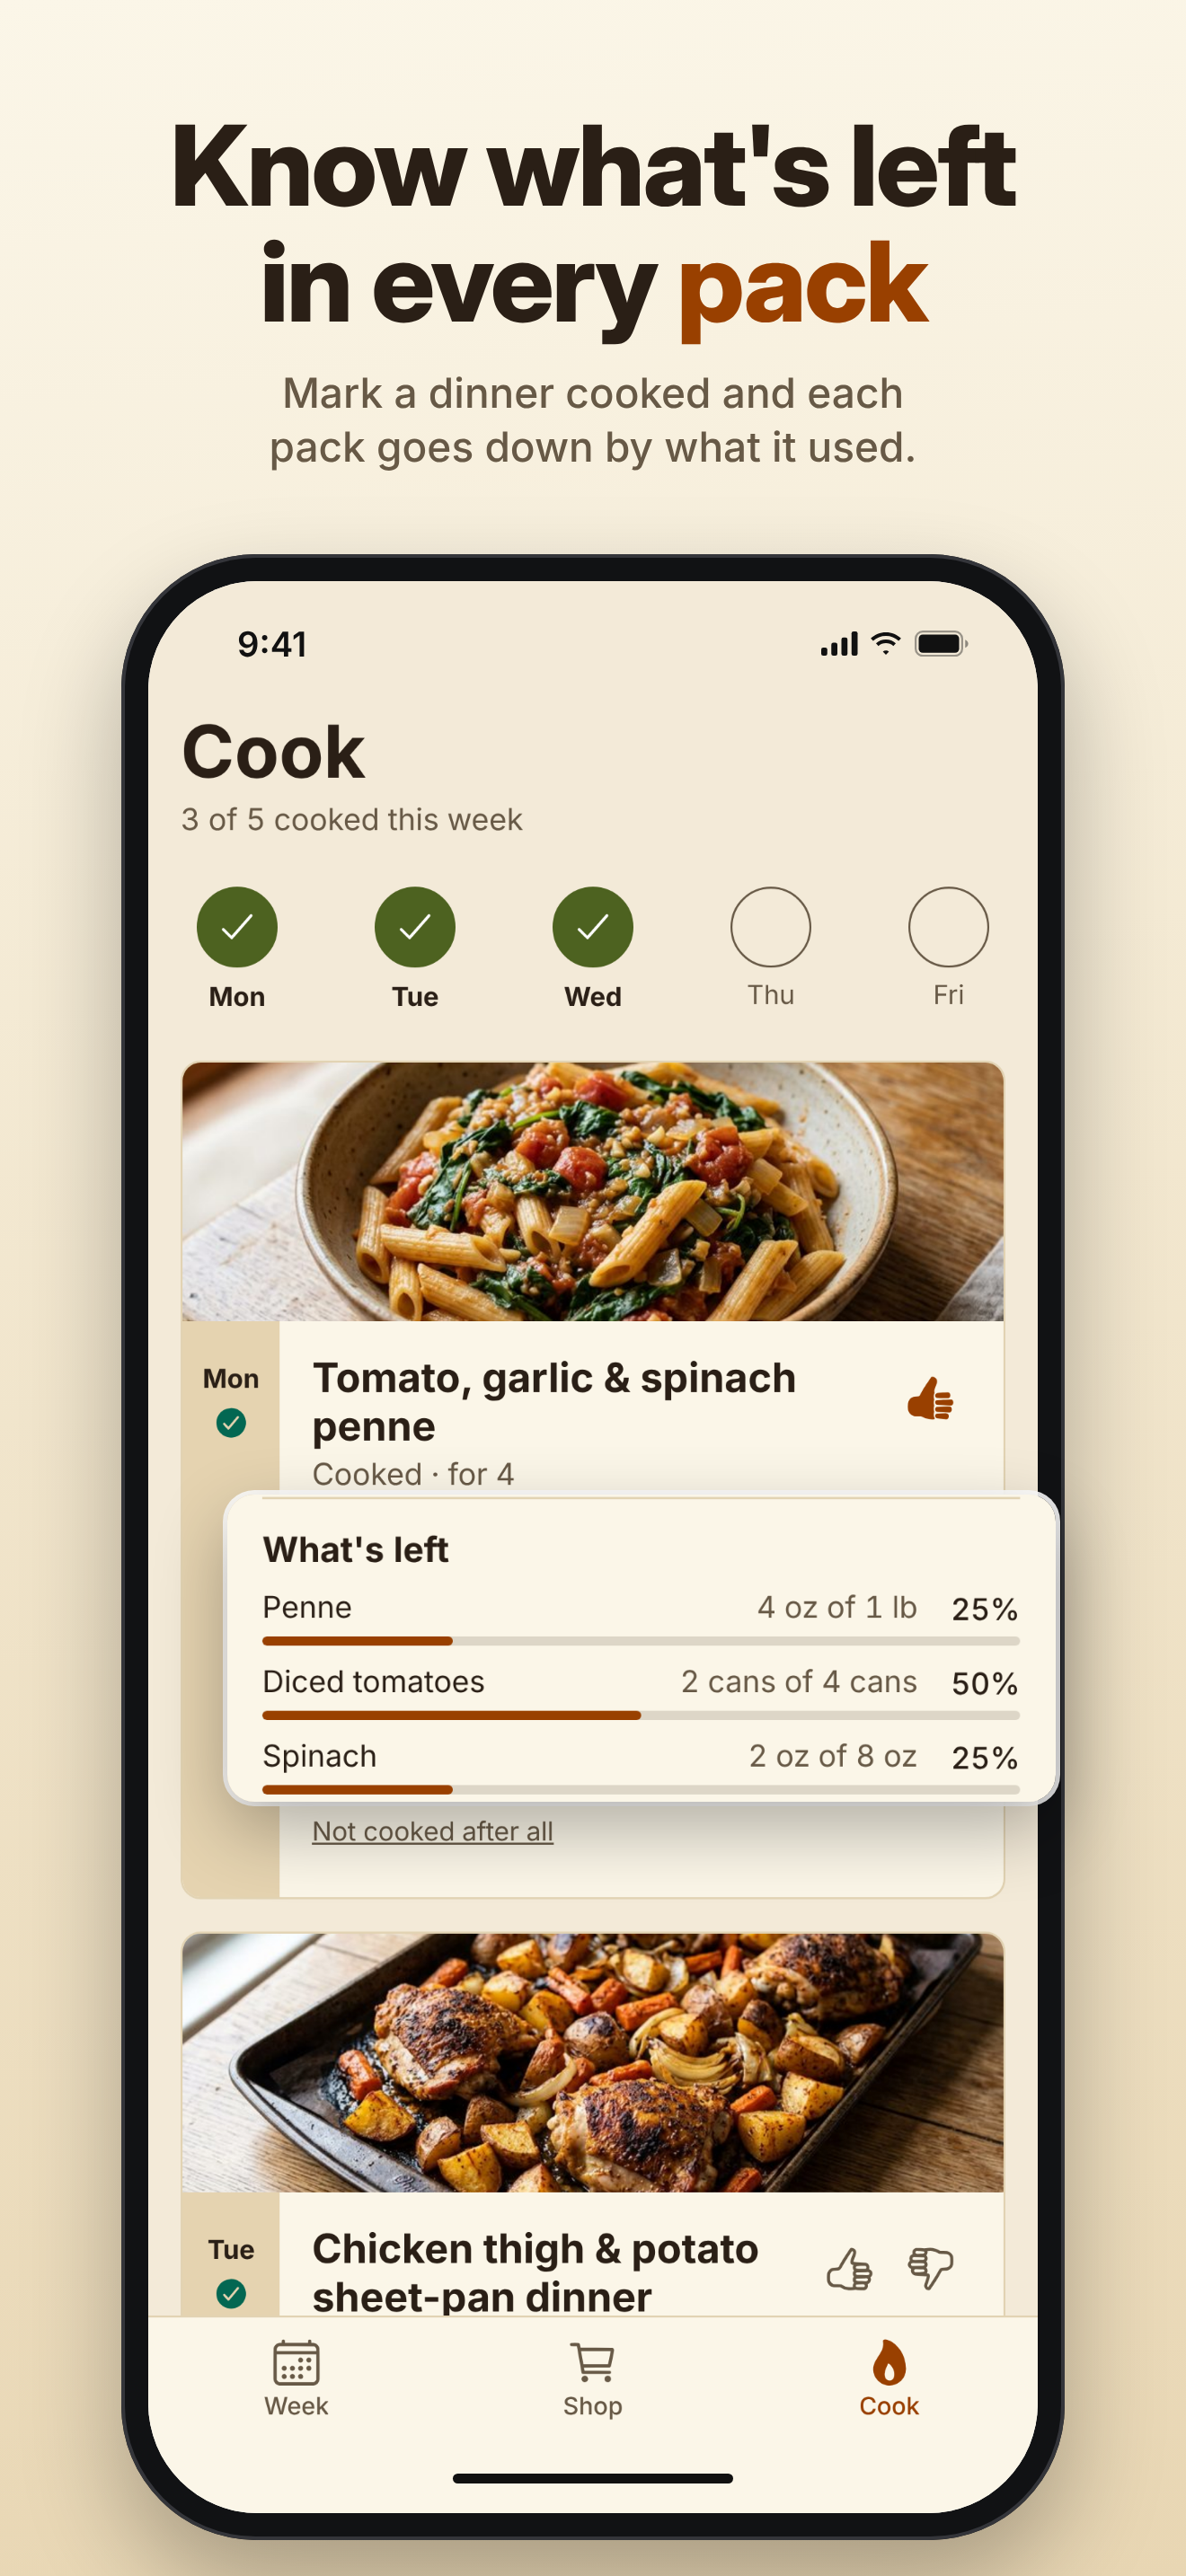 Know what's left
in every pack
Mark a dinner cooked and each
pack goes down by what it used.
9:41
Cook
3 of 5 cooked this week
Mon Tue Wed Thu Fri
Mon
Tomato, garlic & spinach
penne
Cooked · for 4
What's left
Penne 4 oz of 1 lb 25%
Diced tomatoes 2 cans of 4 cans 50%
Spinach 2 oz of 8 oz 25%
Not cooked after all
Tue
Chicken thigh & potato
sheet-pan dinner
Week Shop Cook